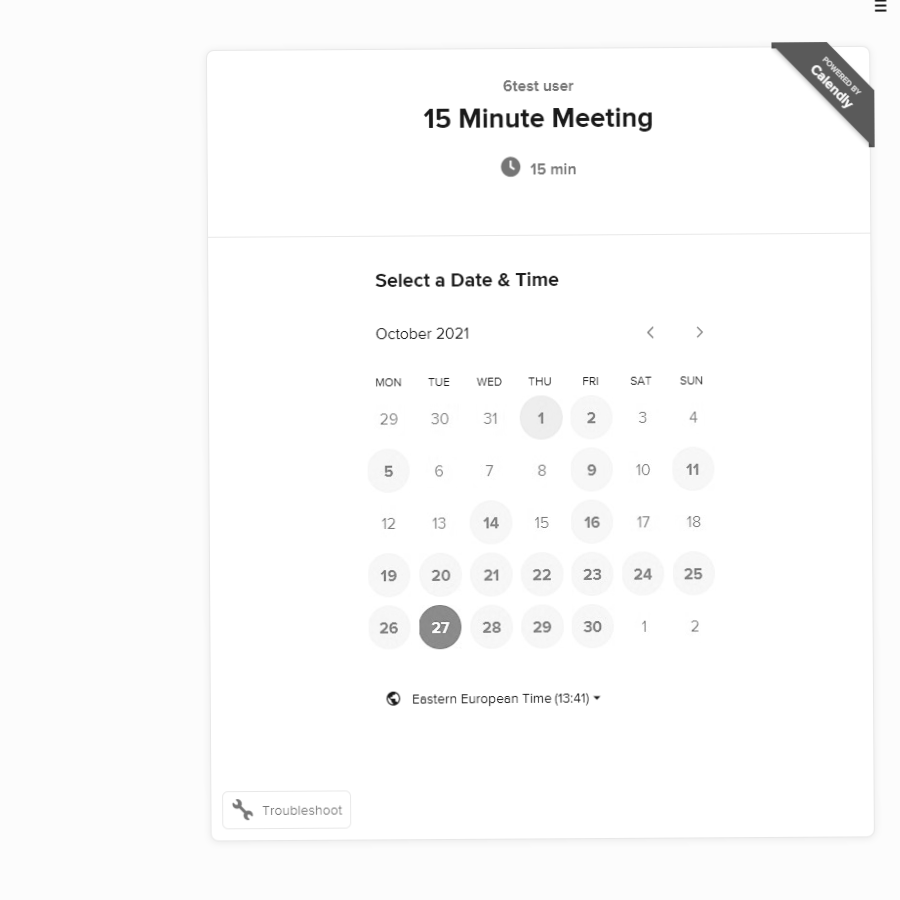 POWERED BY
Calendly
6test user
15 Minute Meeting
15 min
Select a Date & Time
October 2021
MON TUE WED THU FRI SAT SUN
29 30 31 1 2 3 4
5 6 7 8 9 10 11
12 13 14 15 16 17 18
19 20 21 22 23 24 25
26 27 28 29 30 1 2
Eastern European Time (13:41)
Troubleshoot